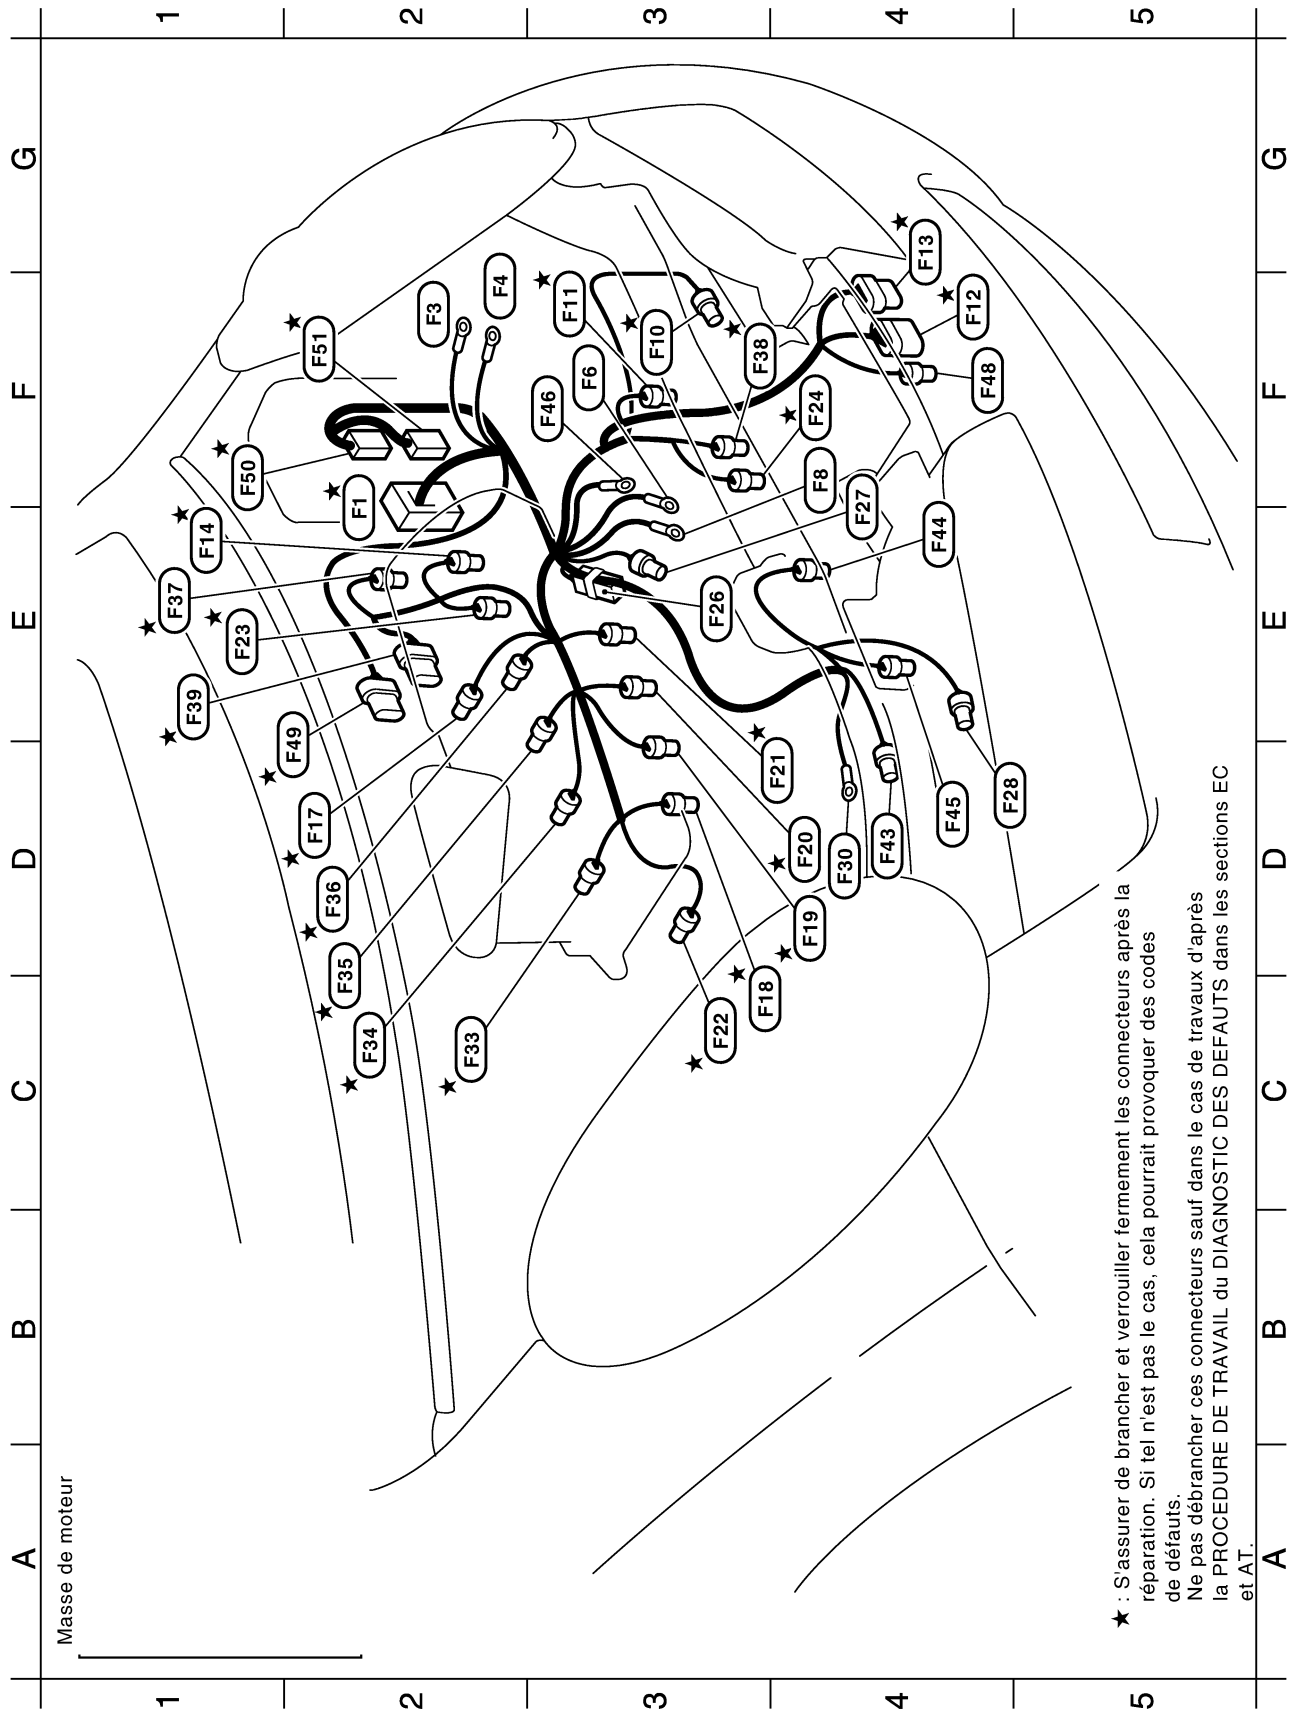 Masse de moteur
A
B
C
D
E
F
G
1
2
3
4
5
★F50
★F51
★F1
F3
F4
★F14
★F37
★F23
★F39
★F49
★F17
★F36
★F35
★F34
★F33
F46
F6
★F11
★F10
★F38
★F24
F8
F27
F26
F44
★F13
★F12
F48
★F21
★F20
★F19
★F18
★F22
F30
F43
F45
F28
★ : S'assurer de brancher et verrouiller fermement les connecteurs après la
réparation. Si tel n'est pas le cas, cela pourrait provoquer des codes
de défauts.
Ne pas débrancher ces connecteurs sauf dans le cas de travaux d'après
la PROCEDURE DE TRAVAIL du DIAGNOSTIC DES DEFAUTS dans les sections EC
et AT.
A
B
C
D
E
F
G
1
2
3
4
5